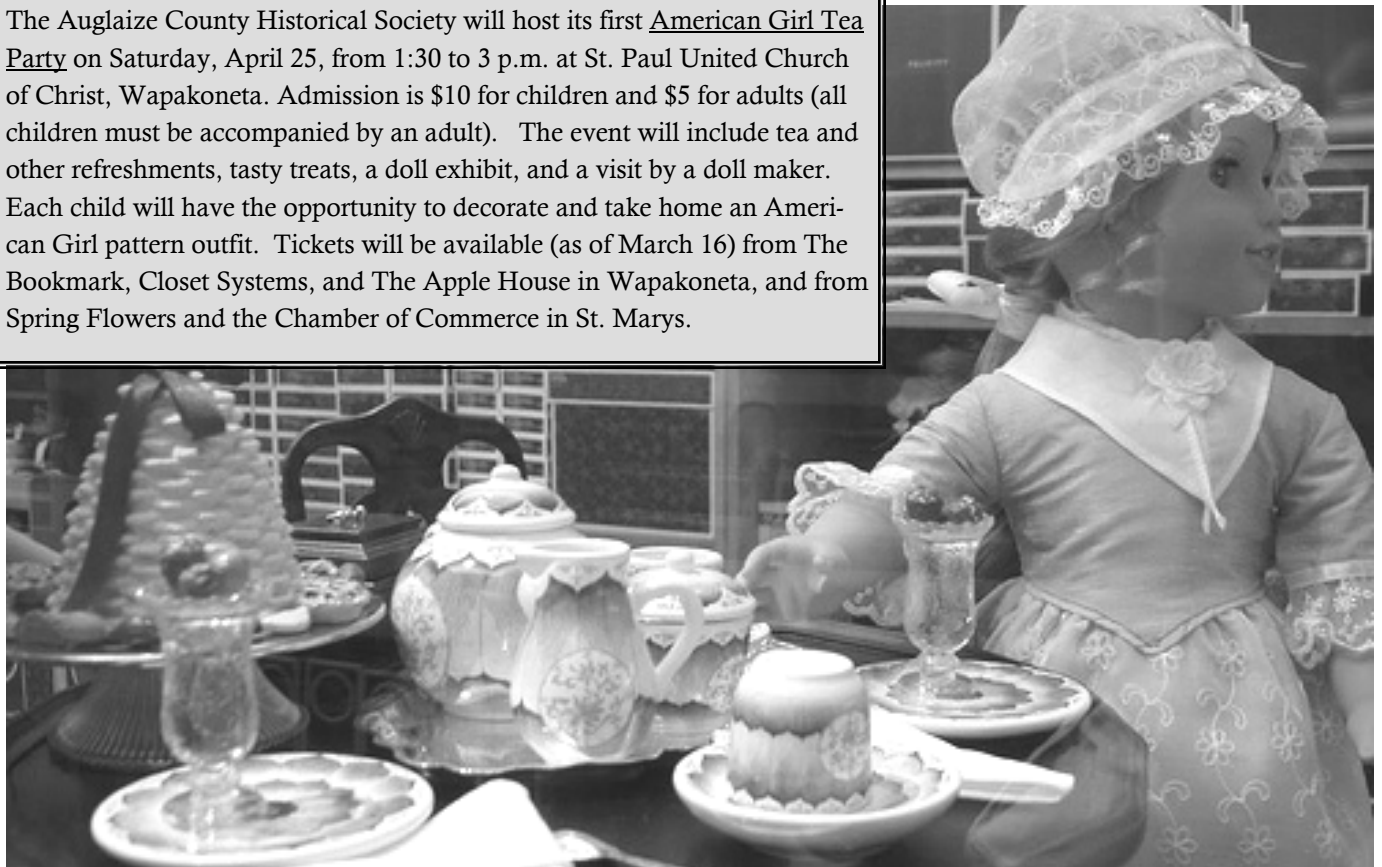 The Auglaize County Historical Society will host its first American Girl Tea
Party on Saturday, April 25, from 1:30 to 3 p.m. at St. Paul United Church
of Christ, Wapakoneta. Admission is $10 for children and $5 for adults (all
children must be accompanied by an adult).   The event will include tea and
other refreshments, tasty treats, a doll exhibit, and a visit by a doll maker.
Each child will have the opportunity to decorate and take home an Ameri-
can Girl pattern outfit.  Tickets will be available (as of March 16) from The
Bookmark, Closet Systems, and The Apple House in Wapakoneta, and from
Spring Flowers and the Chamber of Commerce in St. Marys.